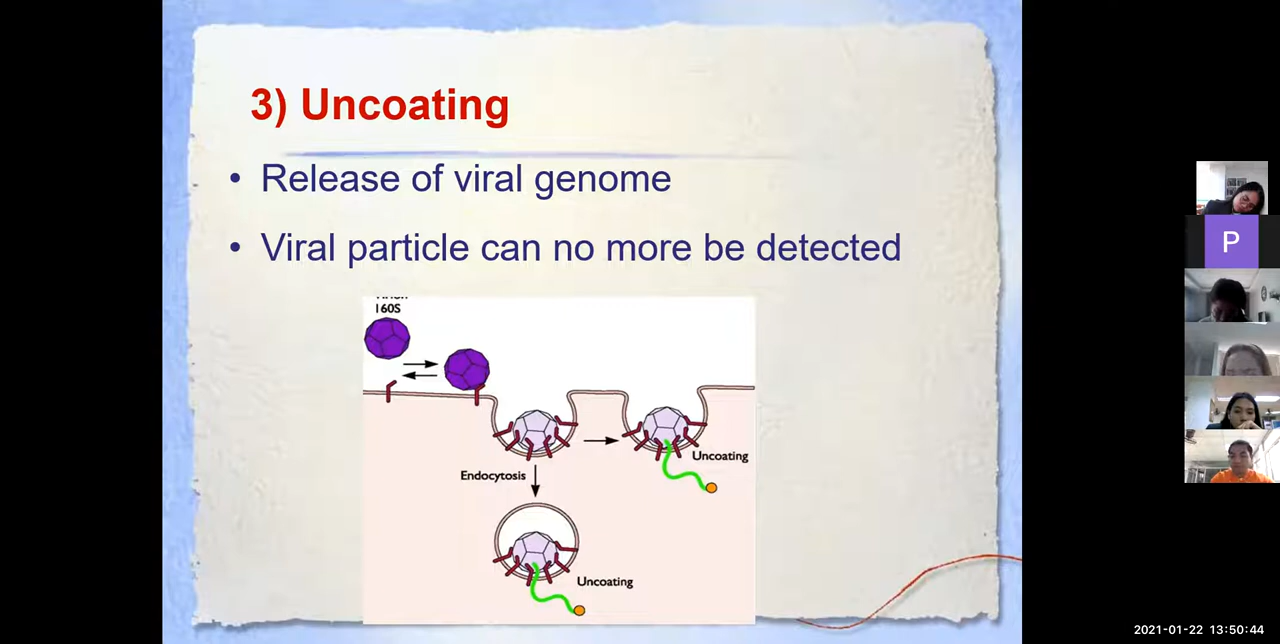 3) Uncoating
• Release of viral genome
• Viral particle can no more be detected
160S
Endocytosis
Uncoating
Uncoating
P
2021-01-22 13:50:44